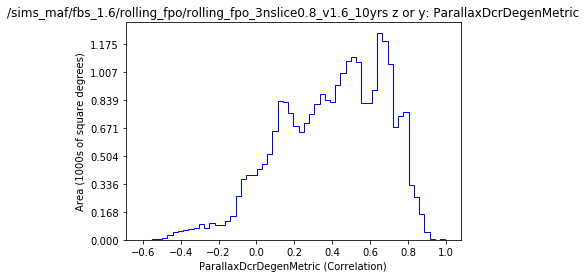 /sims_maf/fbs_1.6/rolling_fpo/rolling_fpo_3nslice0.8_v1.6_10yrs z or y: ParallaxDcrDegenMetric
1.175
1.007
0.839
0.671
0.504
0.336
0.168
0.000
Area (1000s of square degrees)
−0.6 −0.4 −0.2 0.0 0.2 0.4 0.6 0.8 1.0
ParallaxDcrDegenMetric (Correlation)